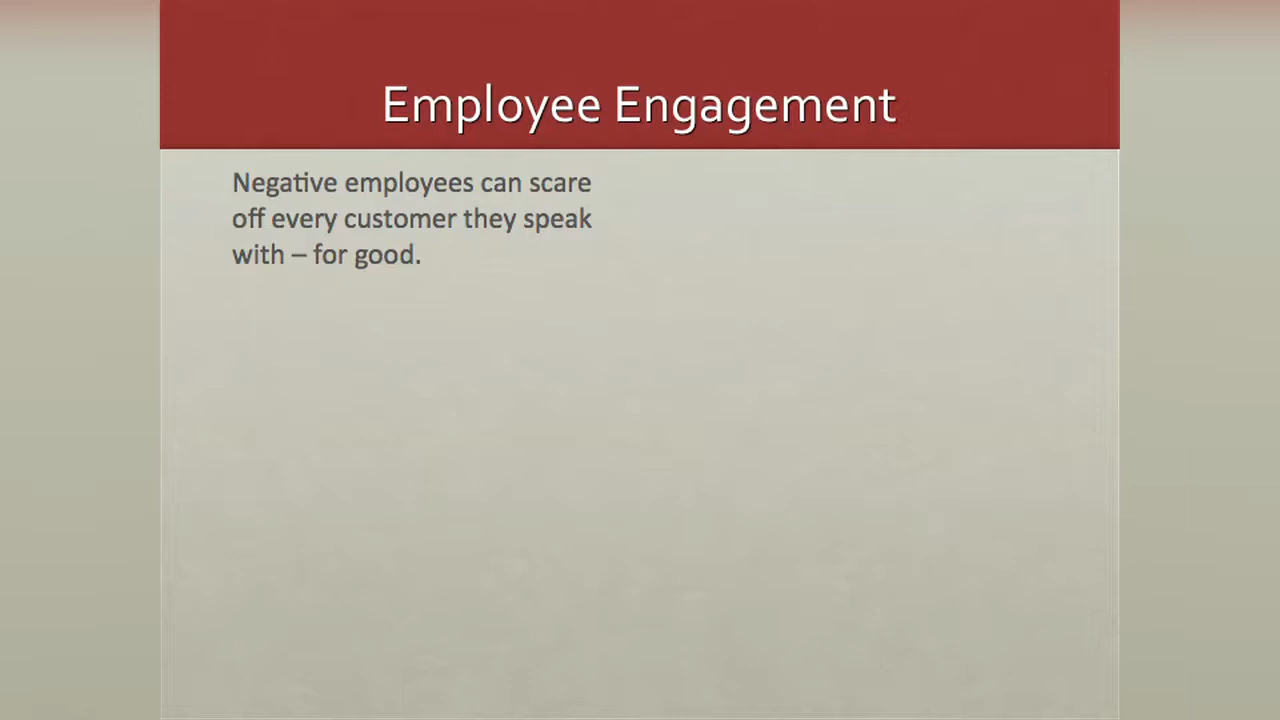 Employee Engagement
Negative employees can scare
off every customer they speak
with – for good.